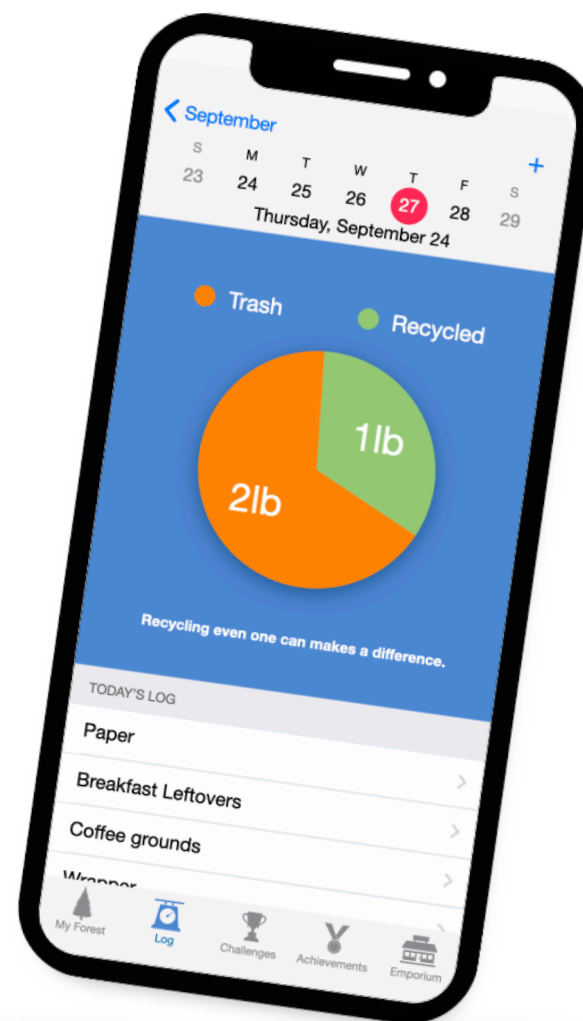 September
S M T W T F S
23 24 25 26 27 28 29
Thursday, September 24
Trash Recycled
1lb
2lb
Recycling even one can makes a difference.
TODAY'S LOG
Paper
Breakfast Leftovers
Coffee grounds
Wrapper
My Forest Log Challenges Achievements Emporium